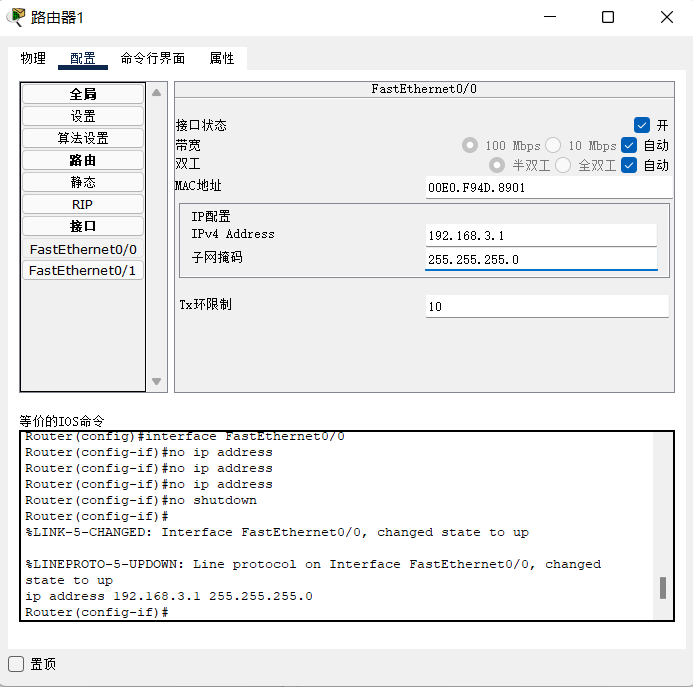 路由器1
物理 配置 命令行界面 属性
全局
设置
算法设置
路由
静态
RIP
接口
FastEthernet0/0
FastEthernet0/1
FastEthernet0/0
接口状态 开
带宽 100 Mbps 10 Mbps 自动
双工 半双工 全双工 自动
MAC地址 00E0.F94D.8901
IP配置
IPv4 Address 192.168.3.1
子网掩码 255.255.255.0
Tx环限制 10
等价的IOS命令
Router(config)#interface FastEthernet0/0
Router(config-if)#no ip address
Router(config-if)#no ip address
Router(config-if)#no ip address
Router(config-if)#no shutdown
Router(config-if)#
%LINK-5-CHANGED: Interface FastEthernet0/0, changed state to up
%LINEPROTO-5-UPDOWN: Line protocol on Interface FastEthernet0/0, changed
state to up
ip address 192.168.3.1 255.255.255.0
Router(config-if)#
置顶